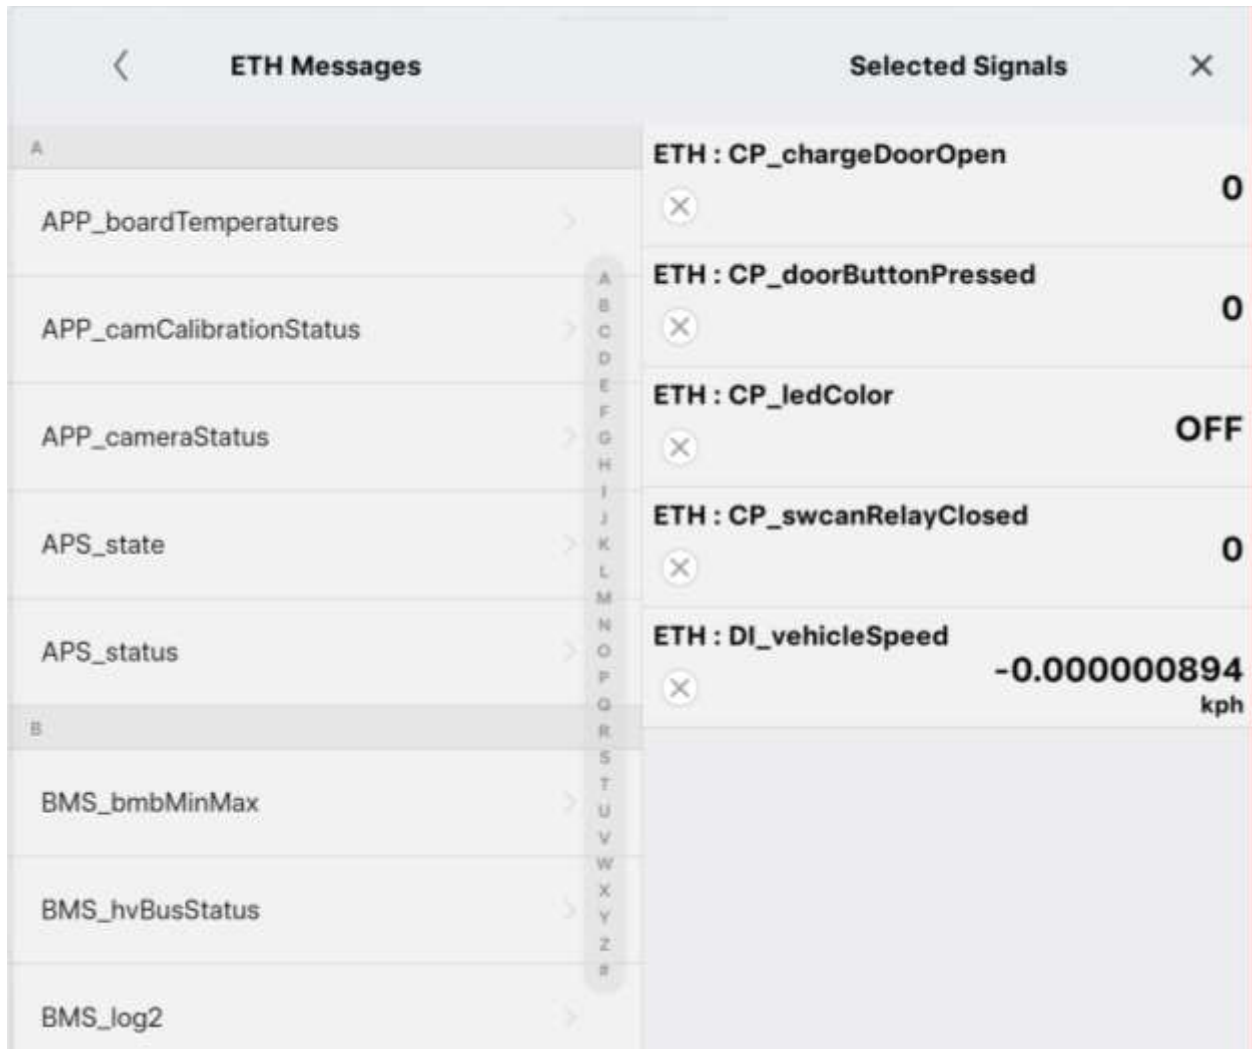 ETH Messages
A
APP_boardTemperatures
APP_camCalibrationStatus
APP_cameraStatus
APS_state
APS_status
B
BMS_bmbMinMax
BMS_hvBusStatus
BMS_log2
A
B
C
D
E
F
G
H
I
J
K
L
M
N
O
P
Q
R
S
T
U
V
W
X
Y
Z
#
Selected Signals
ETH : CP_chargeDoorOpen
0
ETH : CP_doorButtonPressed
0
ETH : CP_ledColor
OFF
ETH : CP_swcanRelayClosed
0
ETH : DI_vehicleSpeed
-0.000000894
kph